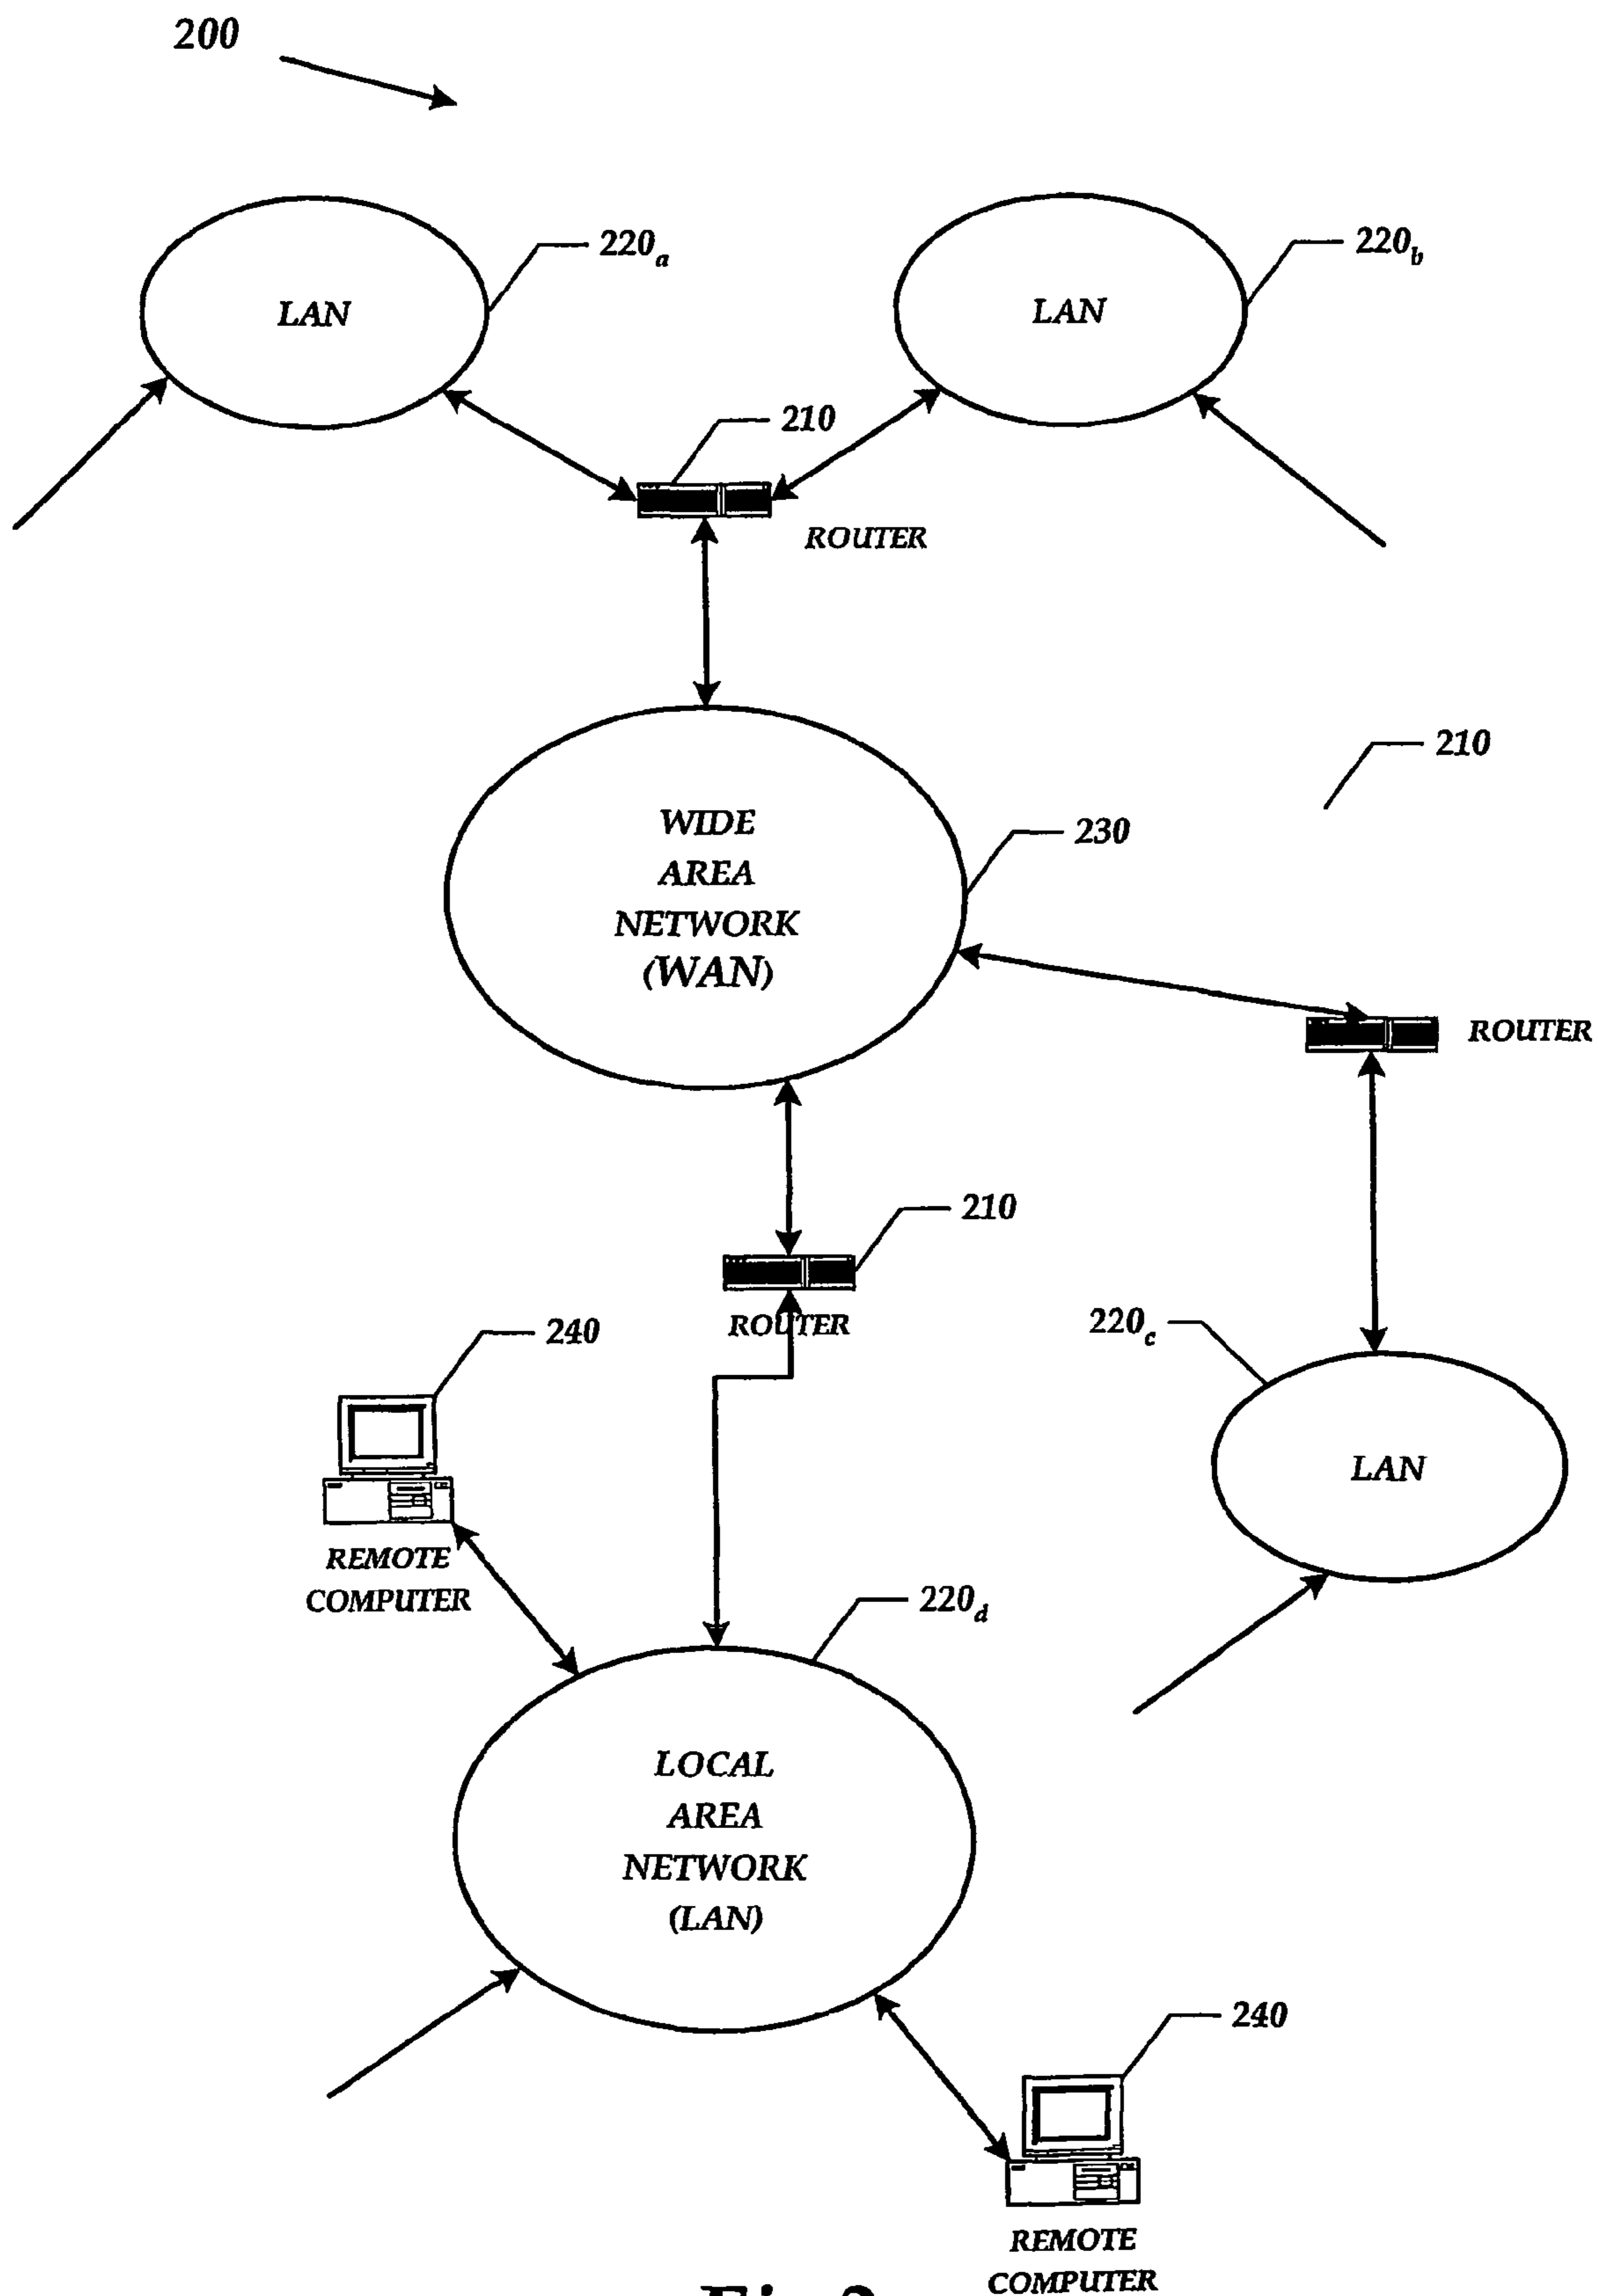 200
220a
220b
LAN
LAN
210
ROUTER
210
230
WIDE
AREA
NETWORK
(WAN)
ROUTER
210
ROUTER
220c
240
LAN
REMOTE
COMPUTER
220d
LOCAL
AREA
NETWORK
(LAN)
240
REMOTE
COMPUTER